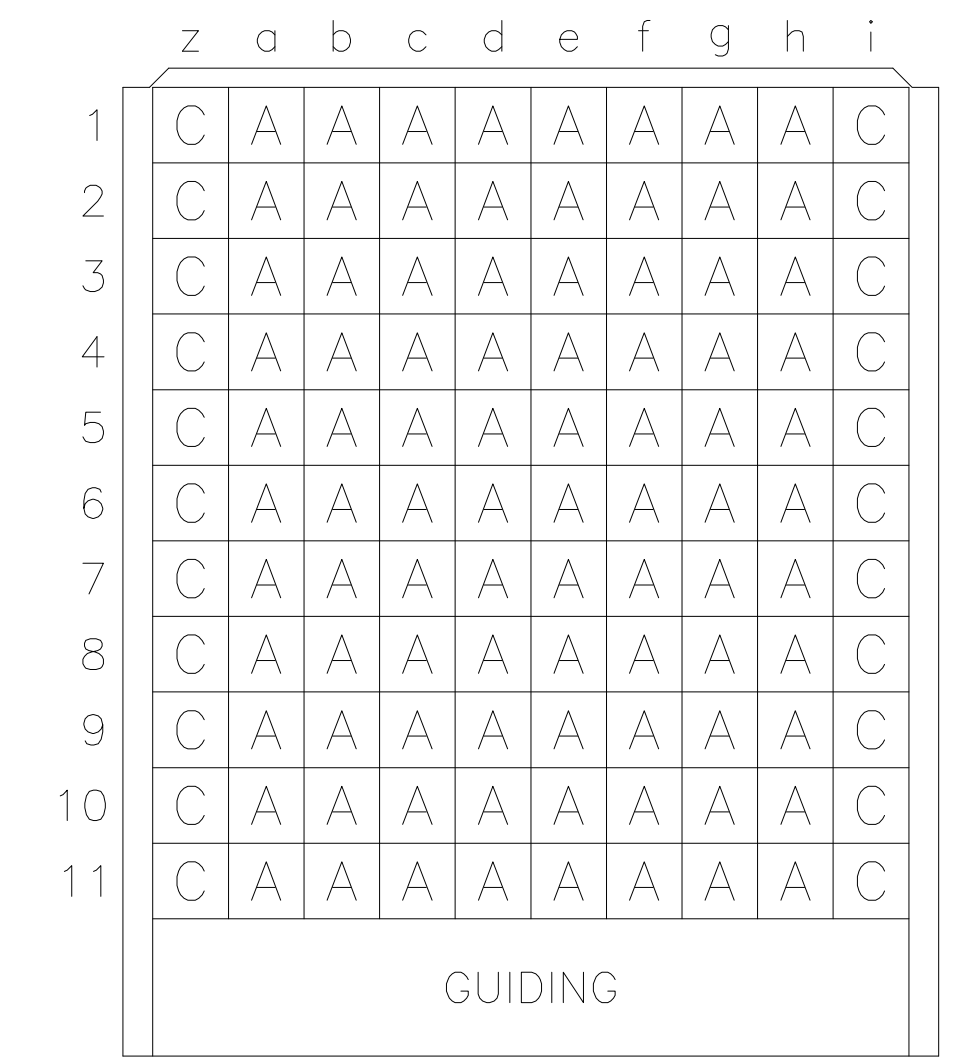 z a b c d e f g h i
1 C A A A A A A A A C
2 C A A A A A A A A C
3 C A A A A A A A A C
4 C A A A A A A A A C
5 C A A A A A A A A C
6 C A A A A A A A A C
7 C A A A A A A A A C
8 C A A A A A A A A C
9 C A A A A A A A A C
10 C A A A A A A A A C
11 C A A A A A A A A C
GUIDING